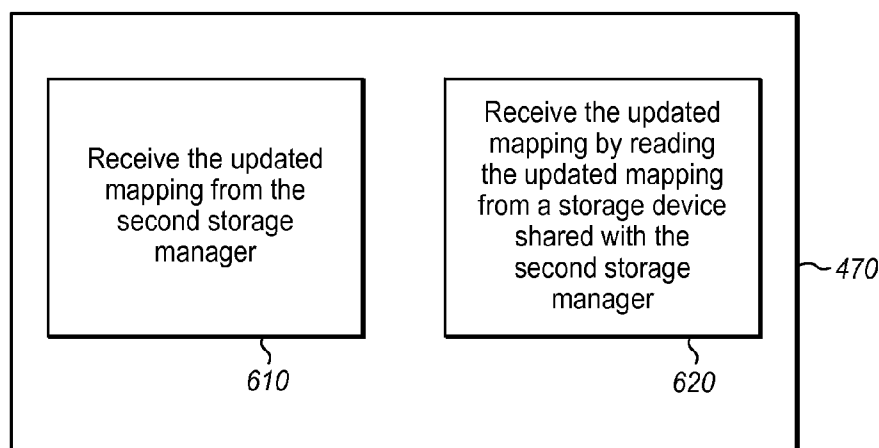 Receive the updated
mapping from the
second storage
manager
Receive the updated
mapping by reading
the updated mapping
from a storage device
shared with the
second storage
manager
470
610
620